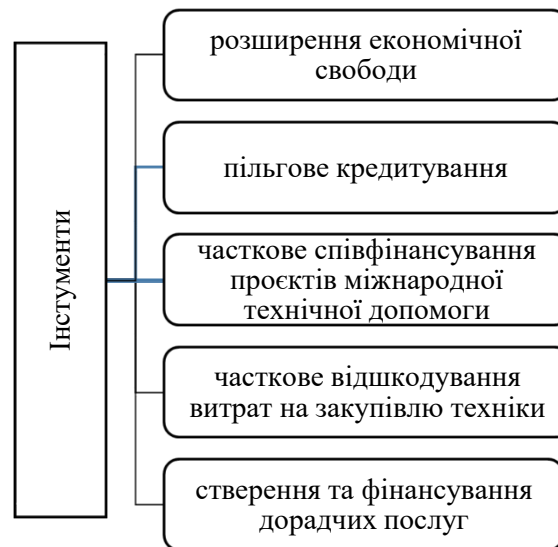 Інстументи
розширення економічної
свободи
пільгове кредитування
часткове співфінансування
проєктів міжнародної
технічної допомоги
часткове відшкодування
витрат на закупівлю техніки
стверення та фінансування
дорадчих послуг